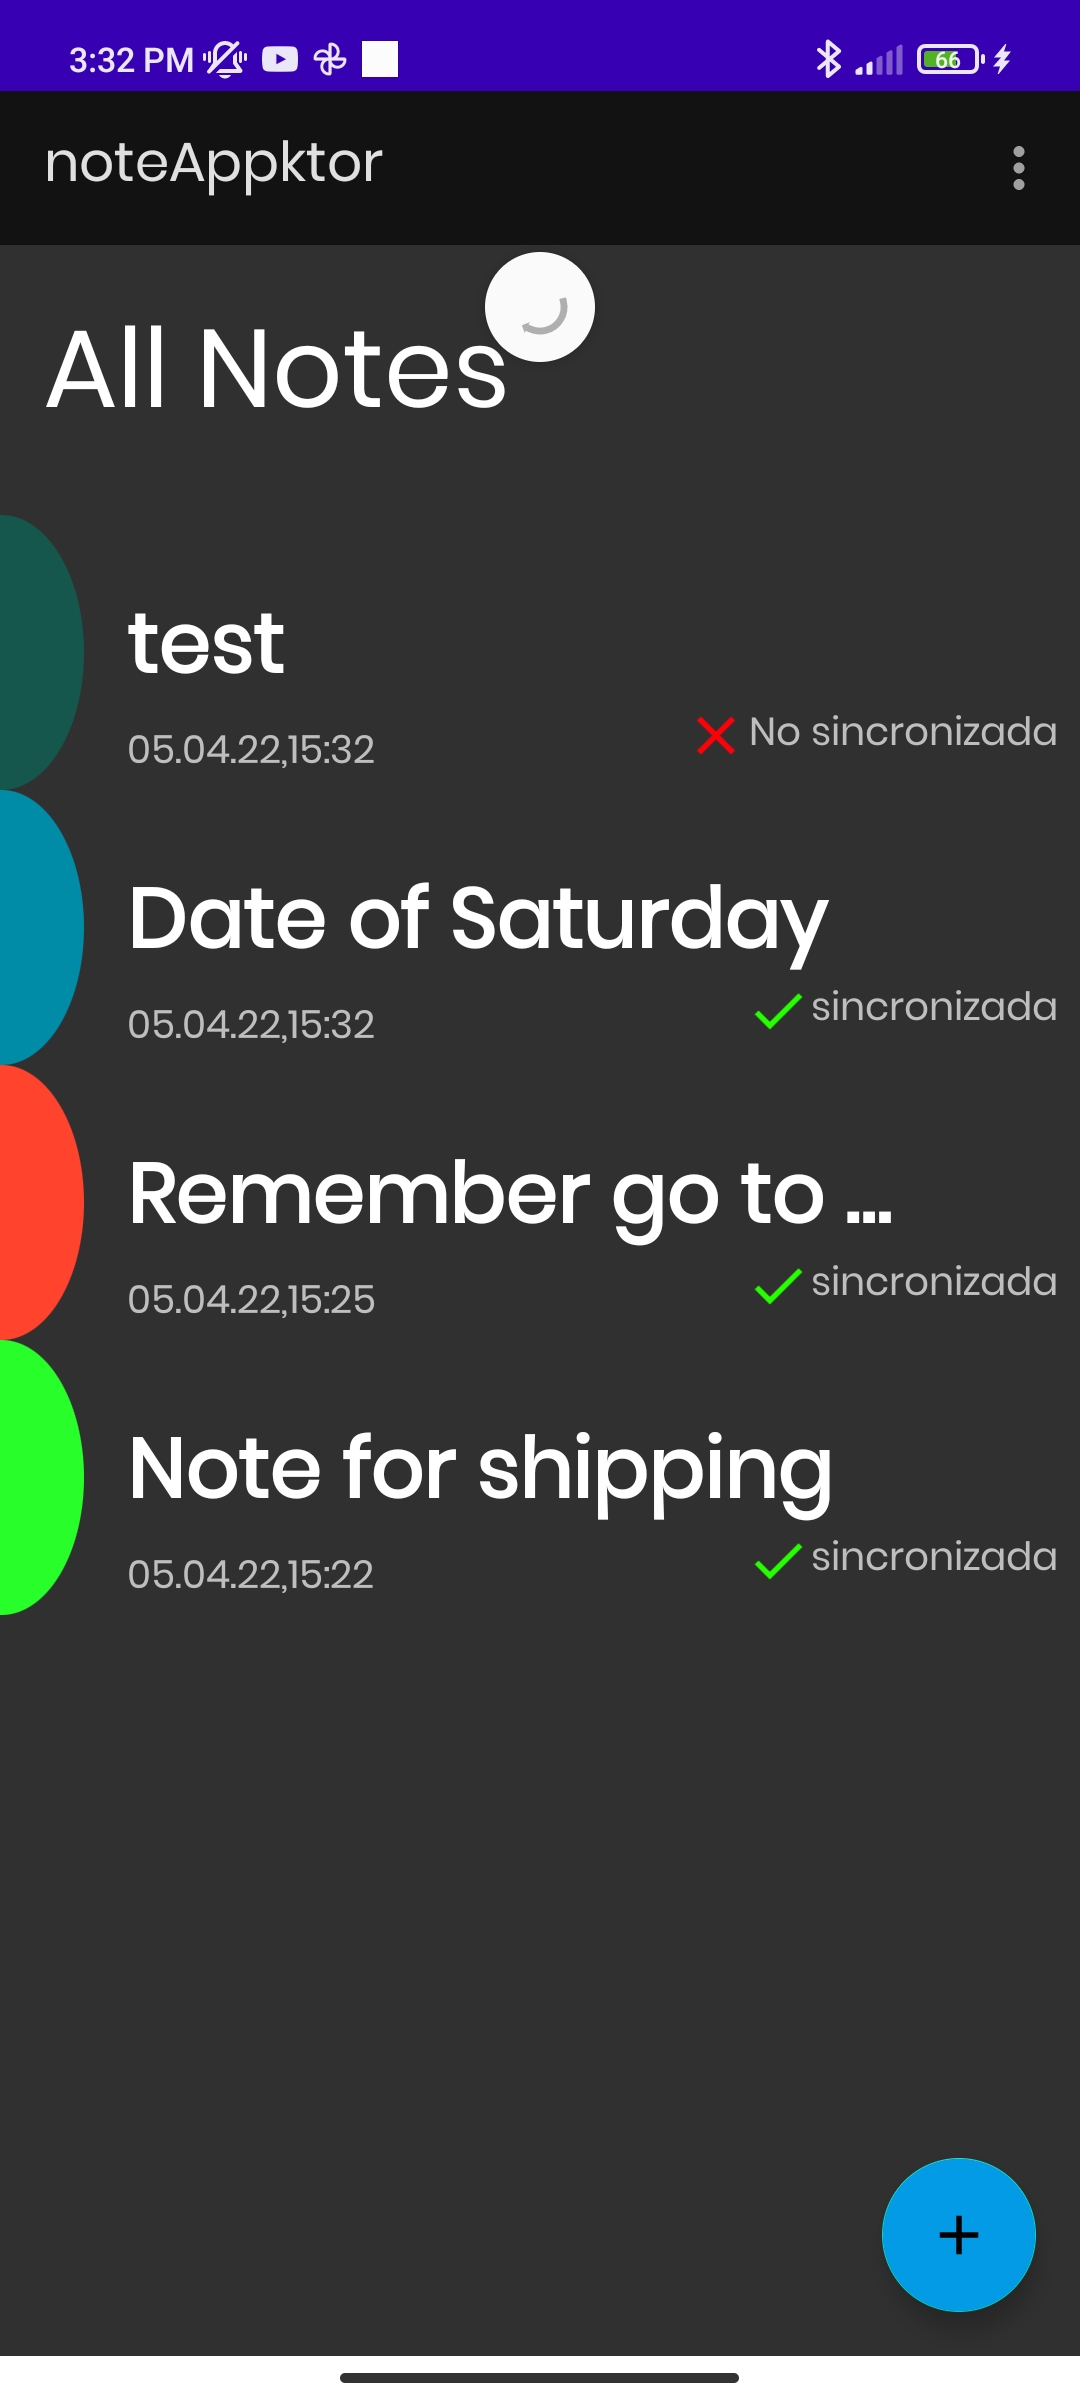 3:32 PM
66
noteAppktor
All Notes
test
05.04.22,15:32
No sincronizada
Date of Saturday
05.04.22,15:32
sincronizada
Remember go to ...
05.04.22,15:25
sincronizada
Note for shipping
05.04.22,15:22
sincronizada